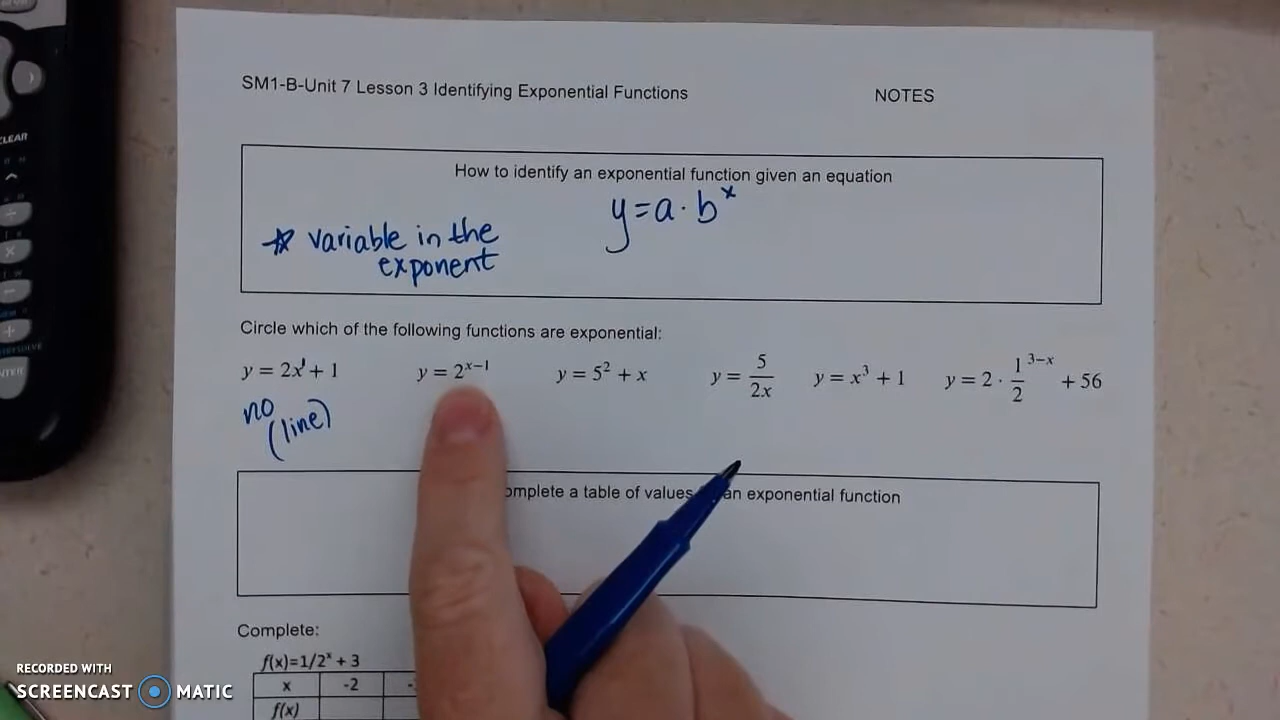 SM1-B-Unit 7 Lesson 3 Identifying Exponential Functions NOTES
How to identify an exponential function given an equation
y = a · b^x
☆ variable in the
exponent
Circle which of the following functions are exponential:
y = 2x^1 + 1 y = 2^(x−1) y = 5^2 + x y = 5/(2x) y = x^3 + 1 y = 2 · 1/2^(3−x) + 56
no
(line)
omplete a table of values an exponential function
Complete:
f(x)=1/2^x + 3
x -2
f(x)
CLEAR
RECORDED WITH
SCREENCAST MATIC